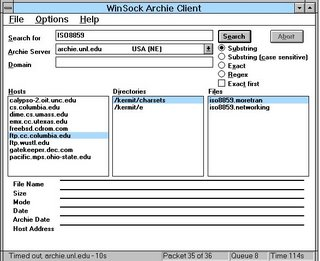 WinSock Archie Client
File Options Help
Search for ISO8859 Search Abort
Archie Server archie.unl.edu USA (NE) Substring
Domain Substring (case sensitive)
Exact
Regex
Exact first
Hosts Directories Files
calypso-2.oit.unc.edu /kermit/charsets iso8859.moretran
cs.columbia.edu /kermit/e iso8859.networking
dime.cs.umass.edu
emx.cc.utexas.edu
freebsd.cdrom.com
ftp.cc.columbia.edu
ftp.wustl.edu
gatekeeper.dec.com
pacific.mps.ohio-state.edu
File Name
Size
Mode
Date
Archie Date
Host Address
Timed out, archie.unl.edu - 10s Packet 35 of 36 Queue 8 Time 114s